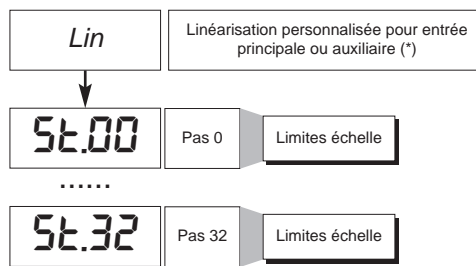 Lin
Linéarisation personnalisée pour entrée
principale ou auxiliaire (*)
St.00
Pas 0
Limites échelle
......
St.32
Pas 32
Limites échelle